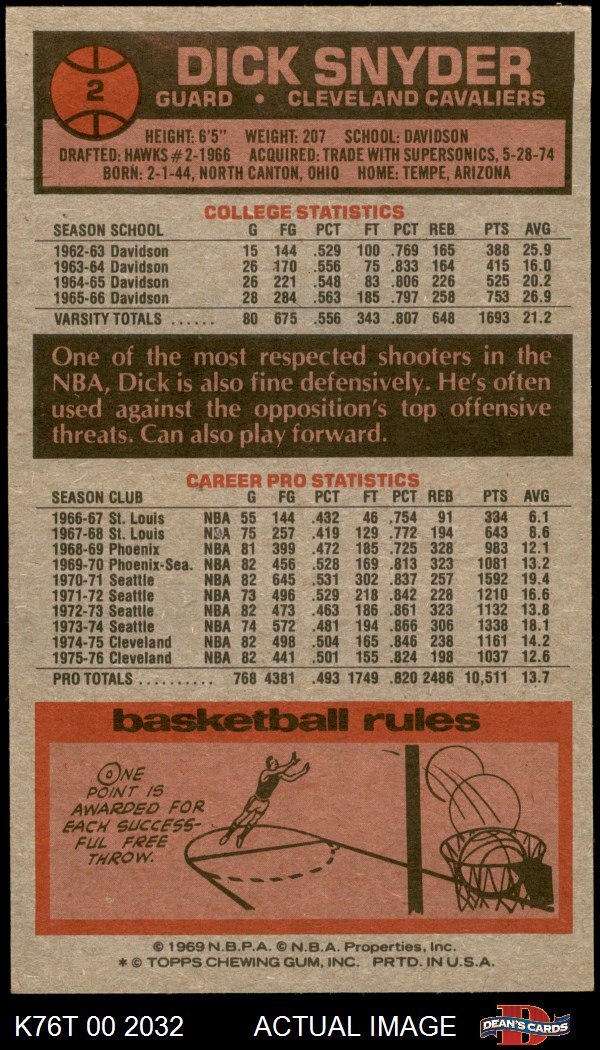 2
DICK SNYDER
GUARD • CLEVELAND CAVALIERS
HEIGHT: 6'5" WEIGHT: 207 SCHOOL: DAVIDSON
DRAFTED: HAWKS #2-1966 ACQUIRED: TRADE WITH SUPERSONICS, 5-28-74
BORN: 2-1-44, NORTH CANTON, OHIO HOME: TEMPE, ARIZONA
COLLEGE STATISTICS
SEASON SCHOOL G FG PCT FT PCT REB PTS AVG
1962-63 Davidson 15 144 .529 100 .769 165 388 25.9
1963-64 Davidson 26 170 .556 75 .833 164 415 16.0
1964-65 Davidson 26 221 .548 83 .806 226 525 20.2
1965-66 Davidson 28 284 .563 185 .797 258 753 26.9
VARSITY TOTALS ...... 80 675 .556 343 .807 648 1693 21.2
One of the most respected shooters in the
NBA, Dick is also fine defensively. He's often
used against the opposition's top offensive
threats. Can also play forward.
CAREER PRO STATISTICS
SEASON CLUB G FG PCT FT PCT REB PTS AVG
1966-67 St. Louis NBA 55 144 .432 46 .754 91 334 6.1
1967-68 St. Louis NBA 75 257 .419 129 .772 194 643 8.6
1968-69 Phoenix NBA 81 399 .472 185 .725 328 983 12.1
1969-70 Phoenix-Sea. NBA 82 456 .528 169 .813 323 1081 13.2
1970-71 Seattle NBA 82 645 .531 302 .837 257 1592 19.4
1971-72 Seattle NBA 73 496 .529 218 .842 228 1210 16.6
1972-73 Seattle NBA 82 473 .463 186 .861 323 1132 13.8
1973-74 Seattle NBA 74 572 .481 194 .866 306 1338 18.1
1974-75 Cleveland NBA 82 498 .504 165 .846 238 1161 14.2
1975-76 Cleveland NBA 82 441 .501 155 .824 198 1037 12.6
PRO TOTALS .......... 768 4381 .493 1749 .820 2486 10,511 13.7
basketball rules
ONE
POINT IS
AWARDED FOR
EACH SUCCESS-
FUL FREE
THROW.
© 1969 N.B.P.A. © N.B.A. Properties, Inc.
* © TOPPS CHEWING GUM, INC. PRTD. IN U.S.A.
K76T 00 2032 ACTUAL IMAGE
D
DEAN'S CARDS